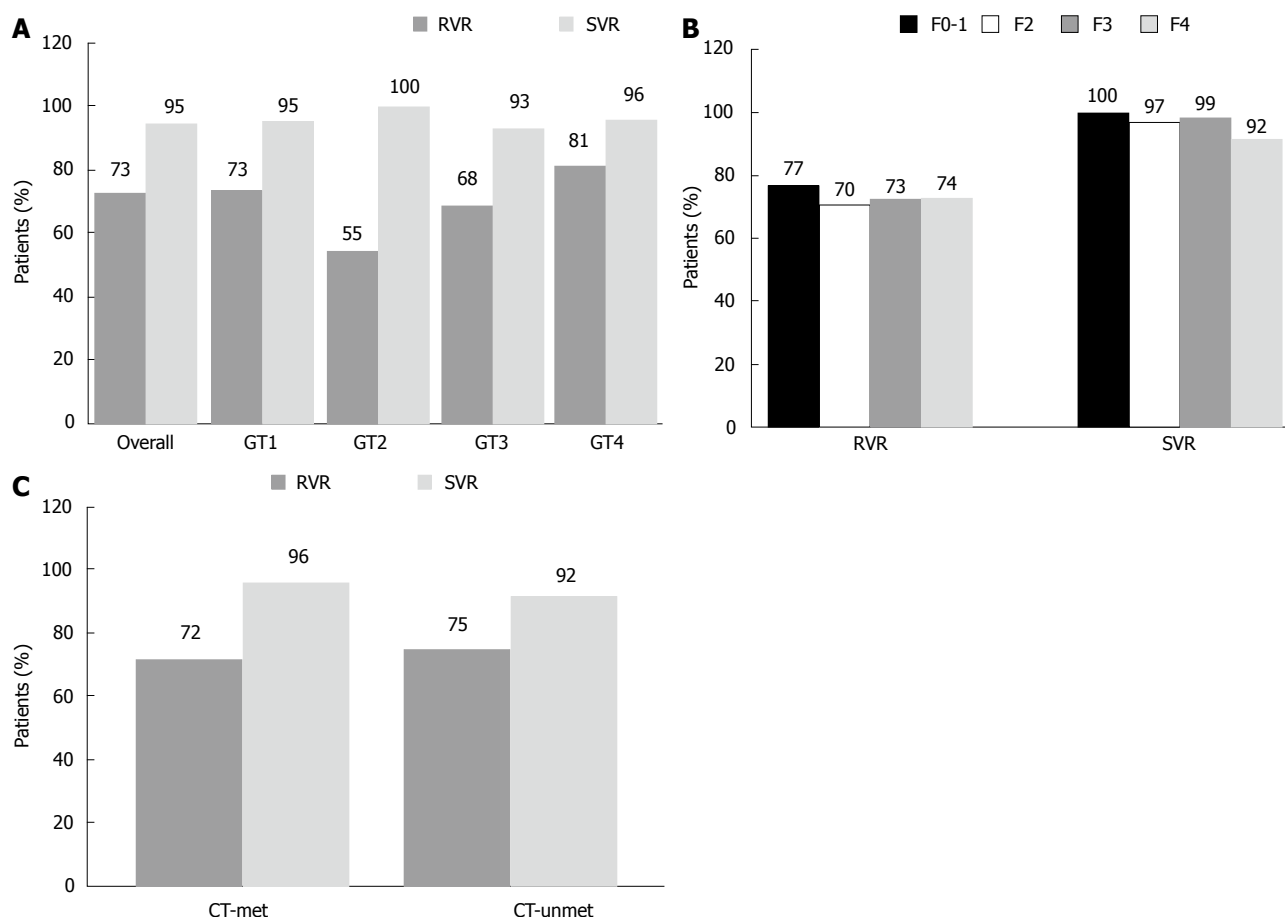 A
RVR SVR
Patients (%)
120
100
80
60
40
20
0
73 95 73 95 55 100 68 93 81 96
Overall GT1 GT2 GT3 GT4
B
F0-1 F2 F3 F4
Patients (%)
120
100
80
60
40
20
0
77 70 73 74 100 97 99 92
RVR SVR
C
RVR SVR
Patients (%)
120
100
80
60
40
20
0
72 96 75 92
CT-met CT-unmet